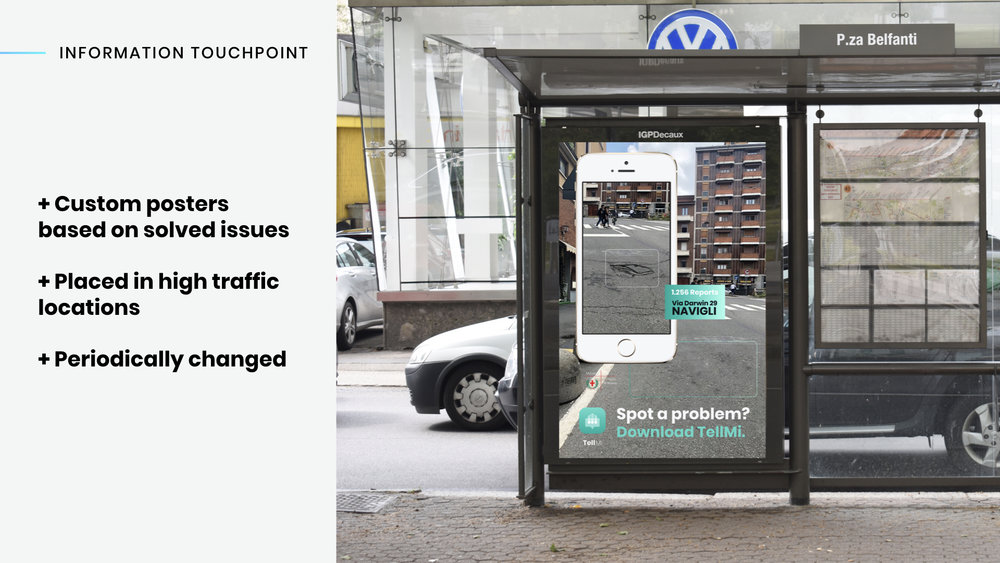 INFORMATION TOUCHPOINT
+ Custom posters
based on solved issues
+ Placed in high traffic
locations
+ Periodically changed
P.za Belfanti
IGPDecaux
IGPDecaux
1.256 Reports
Via Darwin 29
NAVIGLI
Spot a problem?
Download TellMi.
TellMi